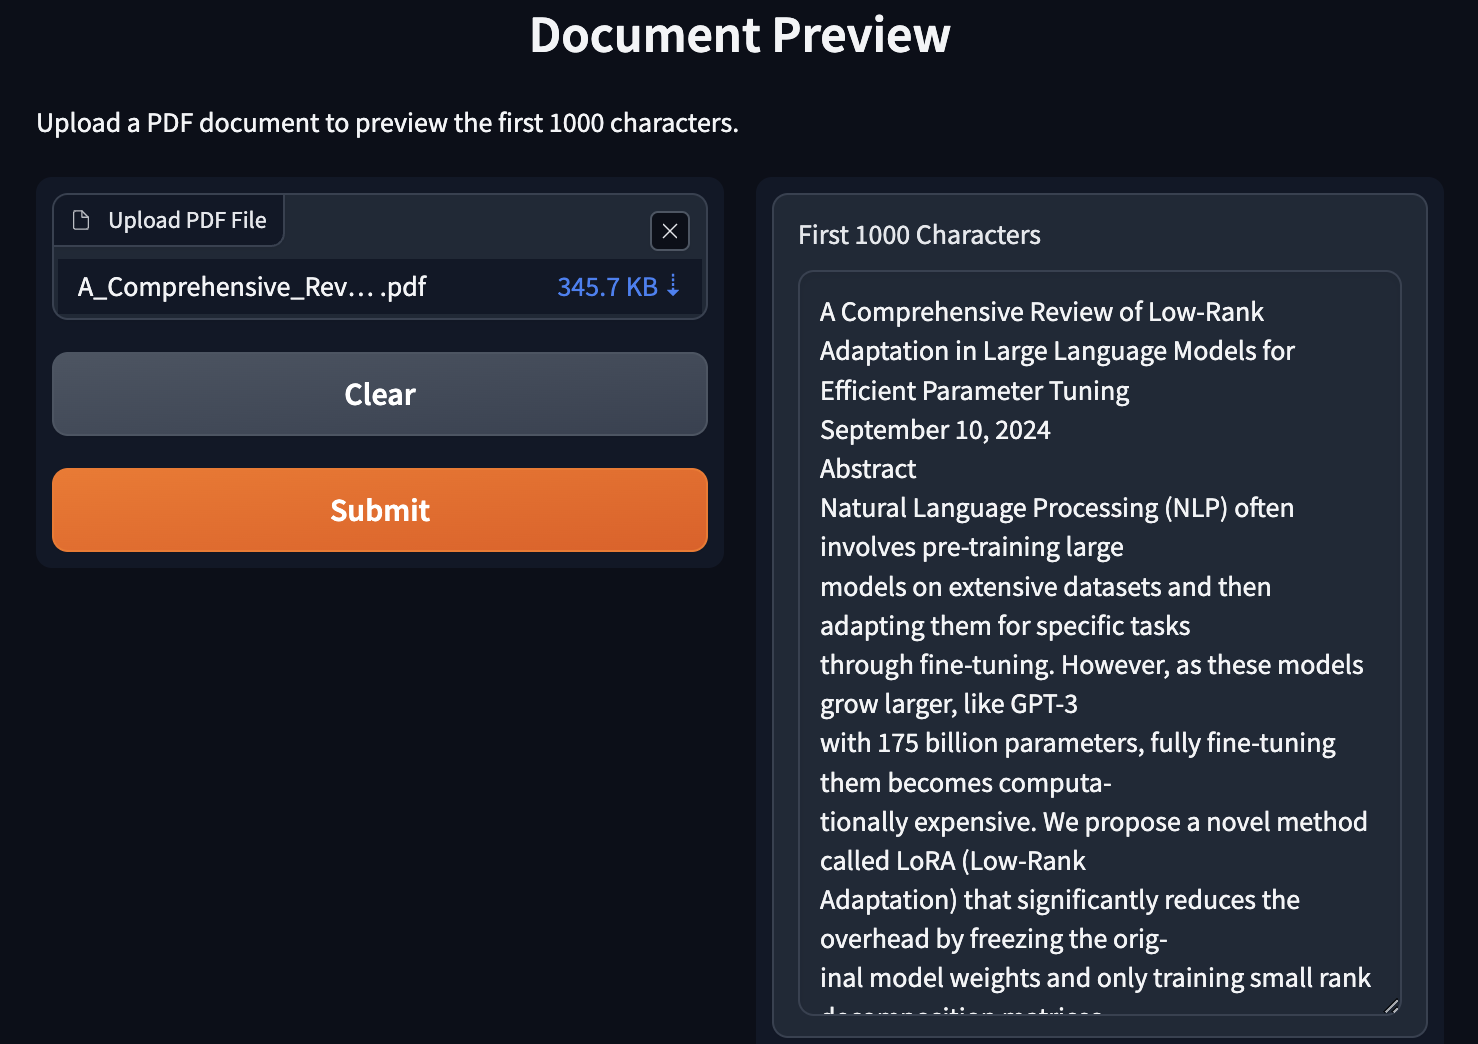 Document Preview
Upload a PDF document to preview the first 1000 characters.
Upload PDF File
A_Comprehensive_Rev... .pdf 345.7 KB ⇣
Clear
Submit
First 1000 Characters
A Comprehensive Review of Low-Rank
Adaptation in Large Language Models for
Efficient Parameter Tuning
September 10, 2024
Abstract
Natural Language Processing (NLP) often
involves pre-training large
models on extensive datasets and then
adapting them for specific tasks
through fine-tuning. However, as these models
grow larger, like GPT-3
with 175 billion parameters, fully fine-tuning
them becomes computa-
tionally expensive. We propose a novel method
called LoRA (Low-Rank
Adaptation) that significantly reduces the
overhead by freezing the orig-
inal model weights and only training small rank